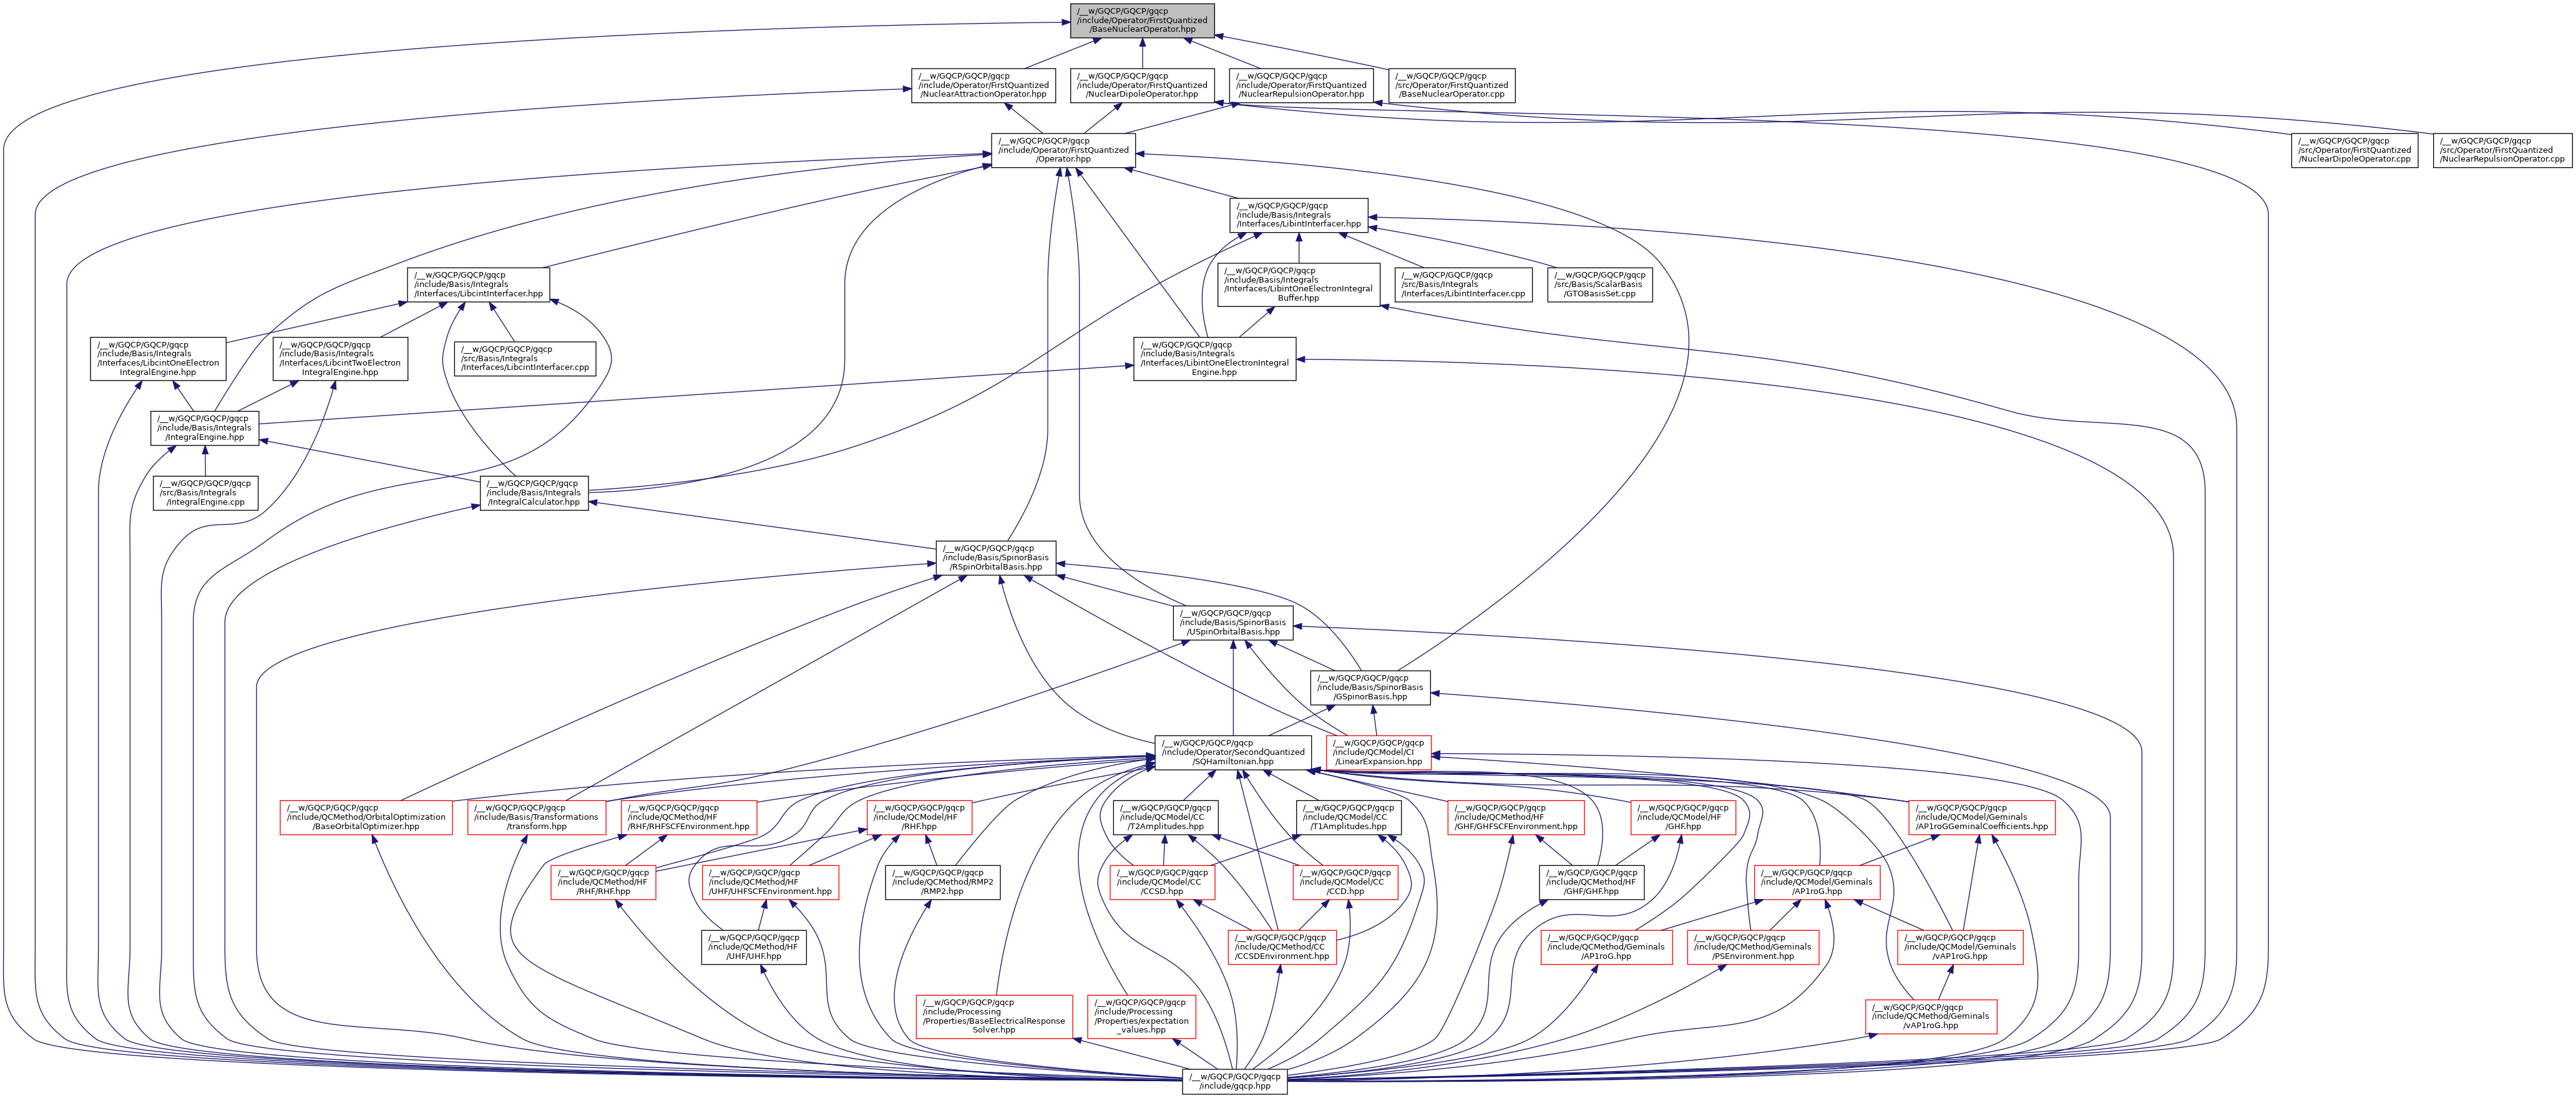 /__w/GQCP/GQCP/gqcp
/include/Operator/FirstQuantized
/BaseNuclearOperator.hpp
/__w/GQCP/GQCP/gqcp
/include/Operator/FirstQuantized
/NuclearAttractionOperator.hpp
/__w/GQCP/GQCP/gqcp
/include/Operator/FirstQuantized
/NuclearDipoleOperator.hpp
/__w/GQCP/GQCP/gqcp
/include/Operator/FirstQuantized
/NuclearRepulsionOperator.hpp
/__w/GQCP/GQCP/gqcp
/src/Operator/FirstQuantized
/BaseNuclearOperator.cpp
/__w/GQCP/GQCP/gqcp
/include/Operator/FirstQuantized
/Operator.hpp
/__w/GQCP/GQCP/gqcp
/src/Operator/FirstQuantized
/NuclearDipoleOperator.cpp
/__w/GQCP/GQCP/gqcp
/src/Operator/FirstQuantized
/NuclearRepulsionOperator.cpp
/__w/GQCP/GQCP/gqcp
/include/Basis/Integrals
/Interfaces/LibintInterfacer.hpp
/__w/GQCP/GQCP/gqcp
/include/Basis/Integrals
/Interfaces/LibcintInterfacer.hpp
/__w/GQCP/GQCP/gqcp
/include/Basis/Integrals
/Interfaces/LibintOneElectronIntegral
Buffer.hpp
/__w/GQCP/GQCP/gqcp
/src/Basis/Integrals
/Interfaces/LibintInterfacer.cpp
/__w/GQCP/GQCP/gqcp
/src/Basis/ScalarBasis
/GTOBasisSet.cpp
/__w/GQCP/GQCP/gqcp
/include/Basis/Integrals
/Interfaces/LibcintOneElectron
IntegralEngine.hpp
/__w/GQCP/GQCP/gqcp
/include/Basis/Integrals
/Interfaces/LibcintTwoElectron
IntegralEngine.hpp
/__w/GQCP/GQCP/gqcp
/src/Basis/Integrals
/Interfaces/LibcintInterfacer.cpp
/__w/GQCP/GQCP/gqcp
/include/Basis/Integrals
/Interfaces/LibintOneElectronIntegral
Engine.hpp
/__w/GQCP/GQCP/gqcp
/include/Basis/Integrals
/IntegralEngine.hpp
/__w/GQCP/GQCP/gqcp
/src/Basis/Integrals
/IntegralEngine.cpp
/__w/GQCP/GQCP/gqcp
/include/Basis/Integrals
/IntegralCalculator.hpp
/__w/GQCP/GQCP/gqcp
/include/Basis/SpinorBasis
/RSpinOrbitalBasis.hpp
/__w/GQCP/GQCP/gqcp
/include/Basis/SpinorBasis
/USpinOrbitalBasis.hpp
/__w/GQCP/GQCP/gqcp
/include/Basis/SpinorBasis
/GSpinorBasis.hpp
/__w/GQCP/GQCP/gqcp
/include/Operator/SecondQuantized
/SQHamiltonian.hpp
/__w/GQCP/GQCP/gqcp
/include/QCModel/CI
/LinearExpansion.hpp
/__w/GQCP/GQCP/gqcp
/include/QCMethod/OrbitalOptimization
/BaseOrbitalOptimizer.hpp
/__w/GQCP/GQCP/gqcp
/include/Basis/Transformations
/transform.hpp
/__w/GQCP/GQCP/gqcp
/include/QCMethod/HF
/RHF/RHFSCFEnvironment.hpp
/__w/GQCP/GQCP/gqcp
/include/QCModel/HF
/RHF.hpp
/__w/GQCP/GQCP/gqcp
/include/QCModel/CC
/T2Amplitudes.hpp
/__w/GQCP/GQCP/gqcp
/include/QCModel/CC
/T1Amplitudes.hpp
/__w/GQCP/GQCP/gqcp
/include/QCMethod/HF
/GHF/GHFSCFEnvironment.hpp
/__w/GQCP/GQCP/gqcp
/include/QCModel/HF
/GHF.hpp
/__w/GQCP/GQCP/gqcp
/include/QCModel/Geminals
/AP1roGGeminalCoefficients.hpp
/__w/GQCP/GQCP/gqcp
/include/QCMethod/HF
/RHF/RHF.hpp
/__w/GQCP/GQCP/gqcp
/include/QCMethod/HF
/UHF/UHFSCFEnvironment.hpp
/__w/GQCP/GQCP/gqcp
/include/QCMethod/RMP2
/RMP2.hpp
/__w/GQCP/GQCP/gqcp
/include/QCModel/CC
/CCSD.hpp
/__w/GQCP/GQCP/gqcp
/include/QCModel/CC
/CCD.hpp
/__w/GQCP/GQCP/gqcp
/include/QCMethod/HF
/GHF/GHF.hpp
/__w/GQCP/GQCP/gqcp
/include/QCModel/Geminals
/AP1roG.hpp
/__w/GQCP/GQCP/gqcp
/include/QCMethod/HF
/UHF/UHF.hpp
/__w/GQCP/GQCP/gqcp
/include/QCMethod/CC
/CCSDEnvironment.hpp
/__w/GQCP/GQCP/gqcp
/include/QCMethod/Geminals
/AP1roG.hpp
/__w/GQCP/GQCP/gqcp
/include/QCMethod/Geminals
/PSEnvironment.hpp
/__w/GQCP/GQCP/gqcp
/include/QCModel/Geminals
/vAP1roG.hpp
/__w/GQCP/GQCP/gqcp
/include/Processing
/Properties/BaseElectricalResponse
Solver.hpp
/__w/GQCP/GQCP/gqcp
/include/Processing
/Properties/expectation
_values.hpp
/__w/GQCP/GQCP/gqcp
/include/QCMethod/Geminals
/vAP1roG.hpp
/__w/GQCP/GQCP/gqcp
/include/gqcp.hpp